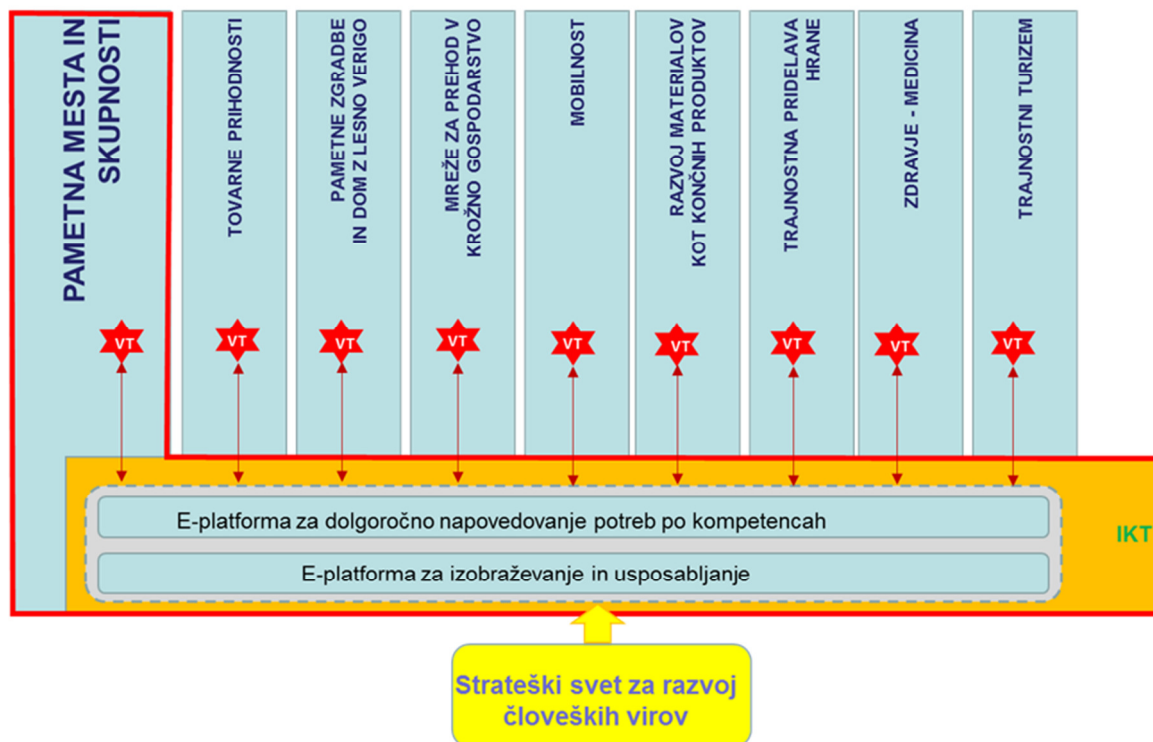 PAMETNA MESTA IN
SKUPNOSTI
TOVARNE PRIHODNOSTI
PAMETNE ZGRADBE
IN DOM Z LESNO VERIGO
MREŽE ZA PREHOD V
KROŽNO GOSPODARSTVO
MOBILNOST
RAZVOJ MATERIALOV
KOT KONČNIH PRODUKTOV
TRAJNOSTNA PRIDELAVA
HRANE
ZDRAVJE - MEDICINA
TRAJNOSTNI TURIZEM
VT
VT
VT
VT
VT
VT
VT
VT
VT
E-platforma za dolgoročno napovedovanje potreb po kompetencah
IKT
E-platforma za izobraževanje in usposabljanje
Strateški svet za razvoj
človeških virov